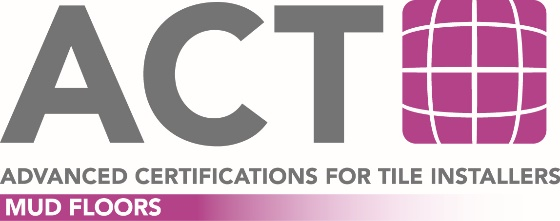 ACT
ADVANCED CERTIFICATIONS FOR TILE INSTALLERS
MUD FLOORS